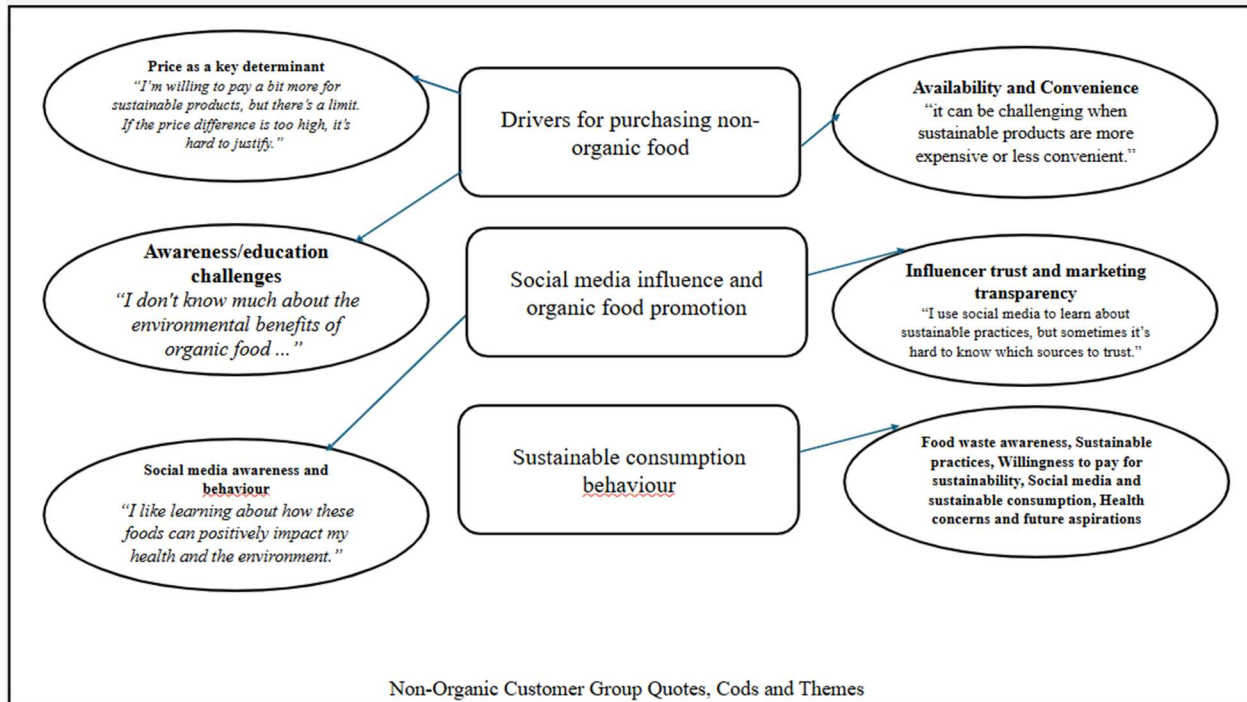 Price as a key determinant
“I’m willing to pay a bit more for
sustainable products, but there’s a limit.
If the price difference is too high, it’s
hard to justify.”
Drivers for purchasing non-
organic food
Availability and Convenience
“it can be challenging when
sustainable products are more
expensive or less convenient.”
Awareness/education
challenges
“I don't know much about the
environmental benefits of
organic food ...”
Social media influence and
organic food promotion
Influencer trust and marketing
transparency
“I use social media to learn about
sustainable practices, but sometimes it’s
hard to know which sources to trust.”
Social media awareness and
behaviour
“I like learning about how these
foods can positively impact my
health and the environment.”
Sustainable consumption
behaviour
Food waste awareness, Sustainable
practices, Willingness to pay for
sustainability, Social media and
sustainable consumption, Health
concerns and future aspirations
Non-Organic Customer Group Quotes, Cods and Themes